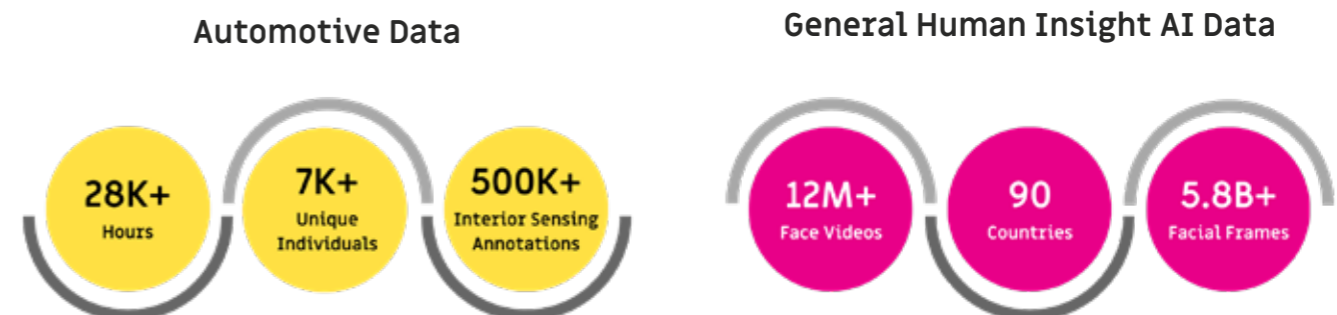 Automotive Data
28K+
Hours
7K+
Unique
Individuals
500K+
Interior Sensing
Annotations
General Human Insight AI Data
12M+
Face Videos
90
Countries
5.8B+
Facial Frames